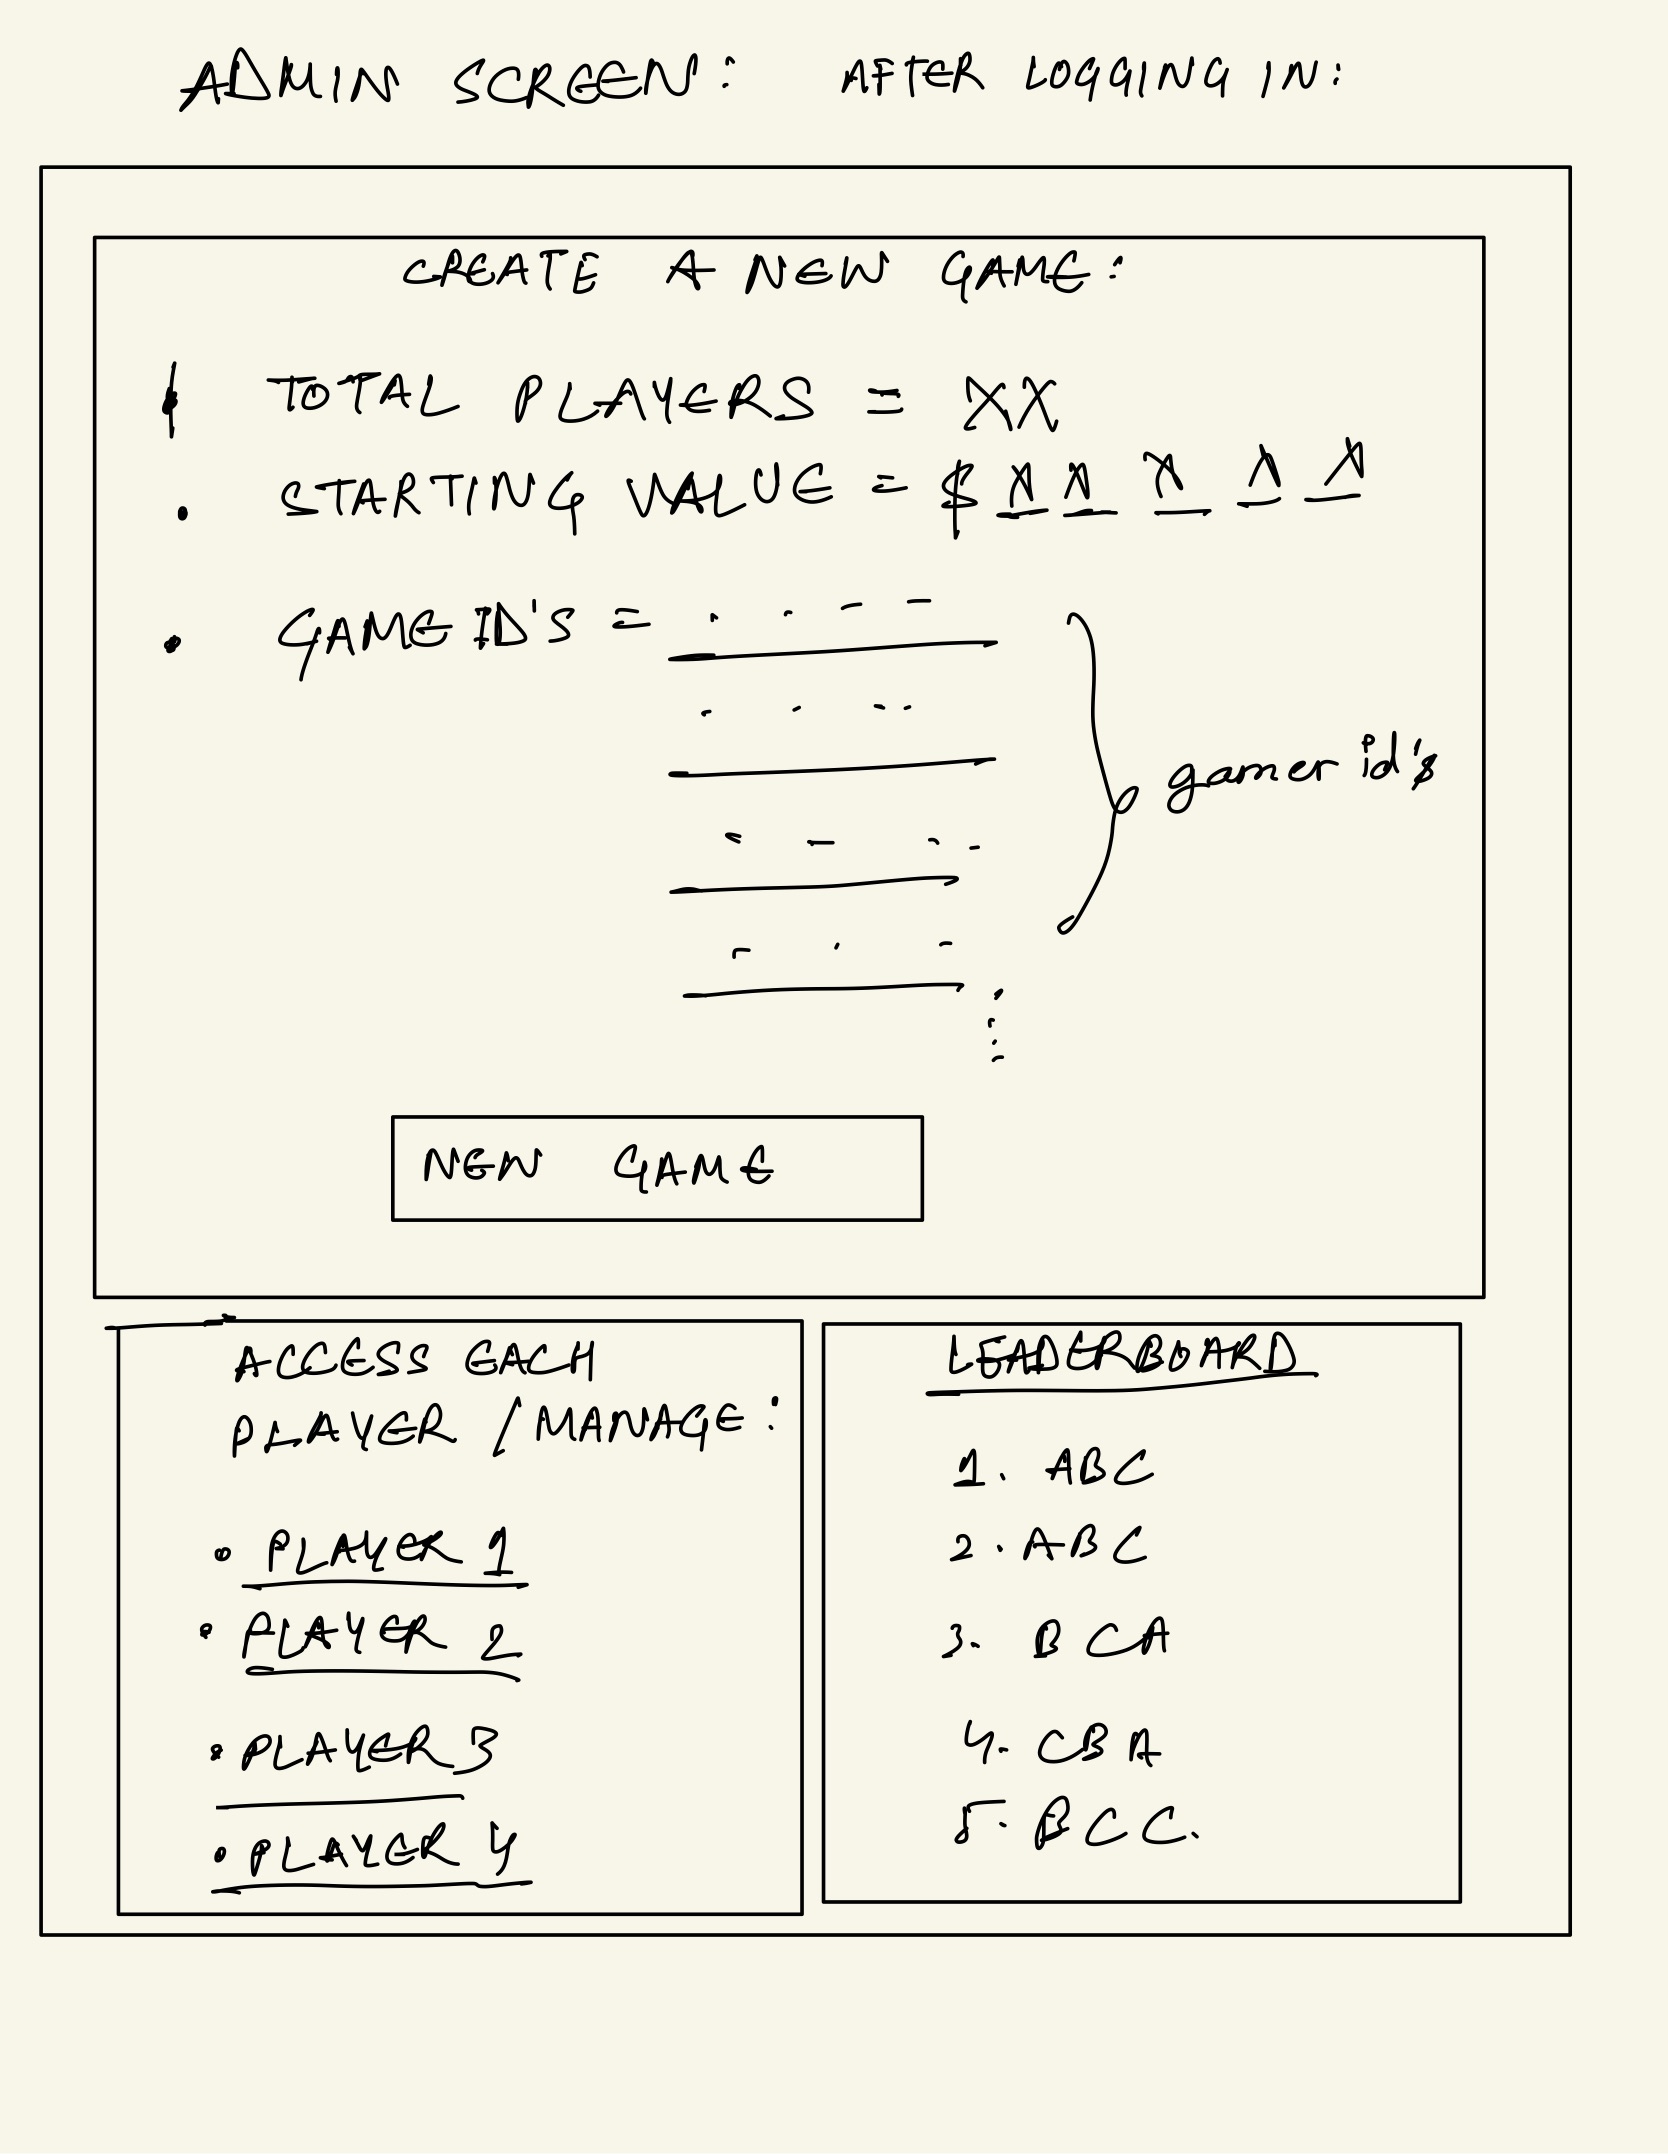 ADMIN SCREEN: AFTER LOGGING IN:
CREATE A NEW GAME:
TOTAL PLAYERS = XX
• STARTING VALUE = $ X X X X X
• GAME ID'S =
gamer id's
NEW GAME
ACCESS EACH
PLAYER / MANAGE:
• PLAYER 1
• PLAYER 2
• PLAYER 3
• PLAYER 4
LEADERBOARD
1. ABC
2. ABC
3. BCA
4. CBA
5. BCC.